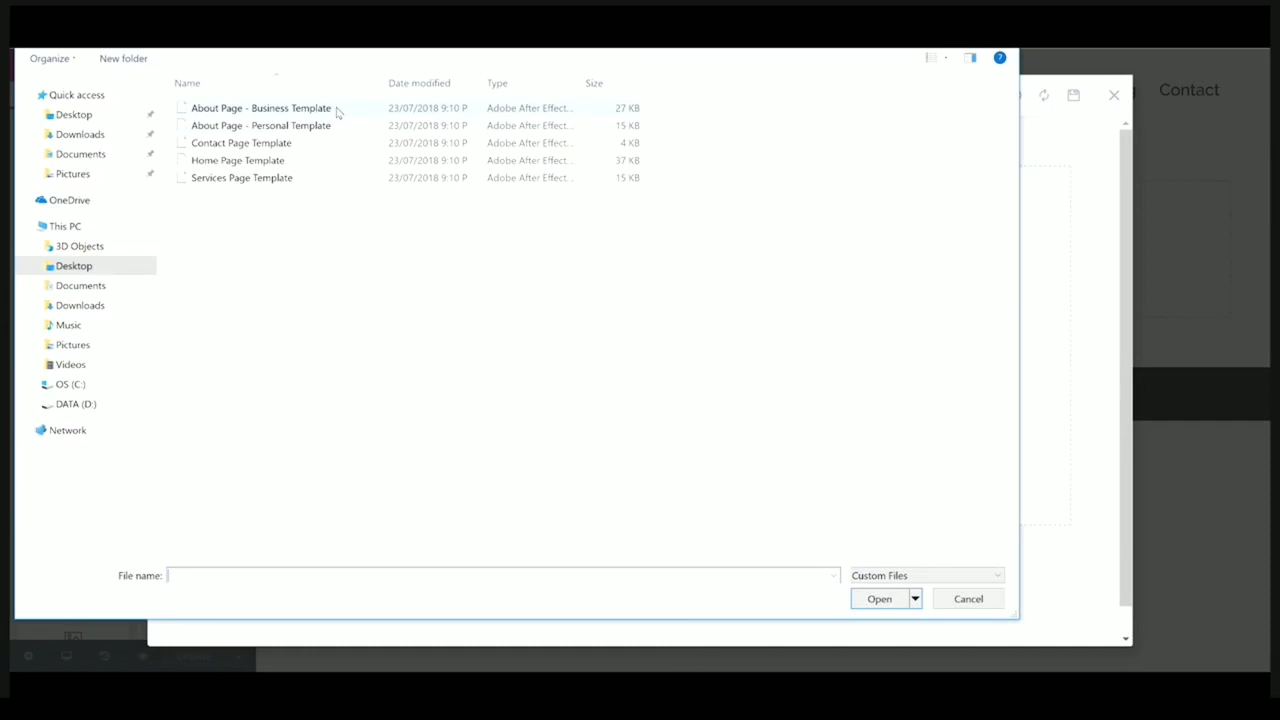 Organize
New folder
?
Name
Date modified
Type
Size
Quick access
Desktop
Downloads
Documents
Pictures
OneDrive
This PC
3D Objects
Desktop
Documents
Downloads
Music
Pictures
Videos
OS (C:)
DATA (D:)
Network
About Page - Business Template 23/07/2018 9:10 P Adobe After Effect... 27 KB
About Page - Personal Template 23/07/2018 9:10 P Adobe After Effect... 15 KB
Contact Page Template 23/07/2018 9:10 P Adobe After Effect... 4 KB
Home Page Template 23/07/2018 9:10 P Adobe After Effect... 37 KB
Services Page Template 23/07/2018 9:10 P Adobe After Effect... 15 KB
File name:
Custom Files
Open
Cancel
Contact